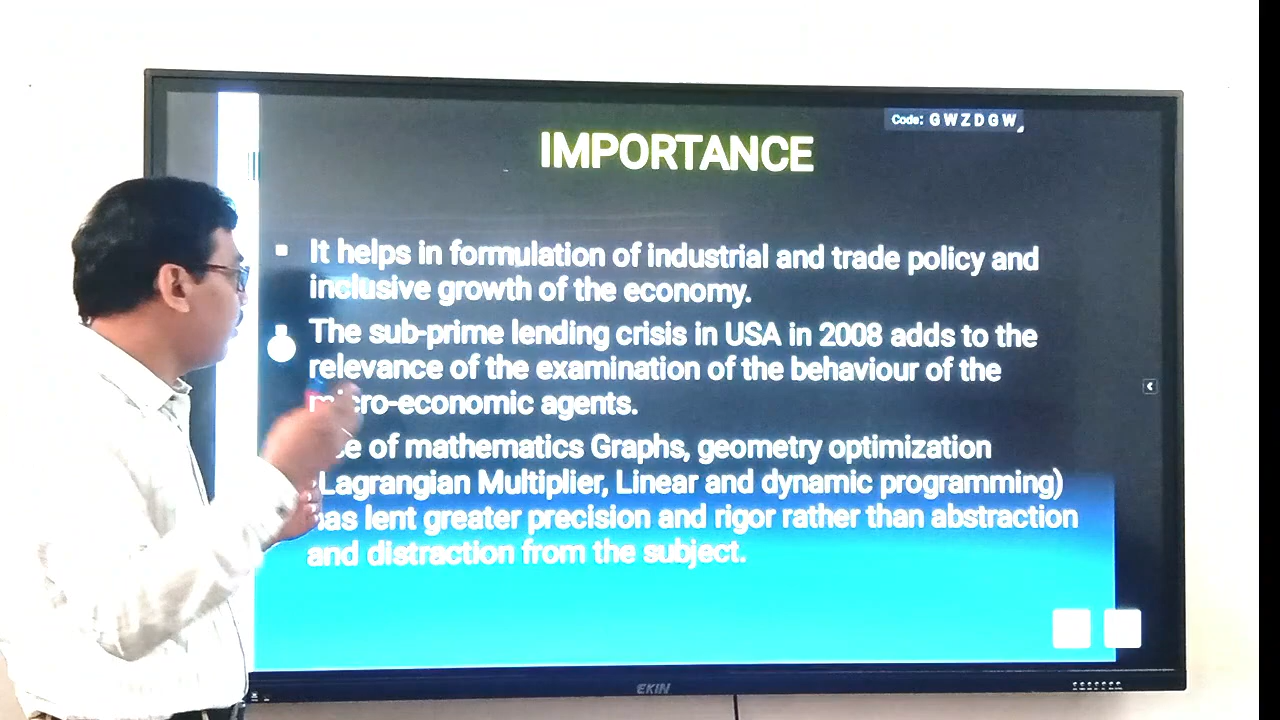 Code: GWZDGW
IMPORTANCE
It helps in formulation of industrial and trade policy and
inclusive growth of the economy.
The sub-prime lending crisis in USA in 2008 adds to the
relevance of the examination of the behaviour of the
micro-economic agents.
of mathematics Graphs, geometry optimization
Lagrangian Multiplier, Linear and dynamic programming)
has lent greater precision and rigor rather than abstraction
and distraction from the subject.
EKIN